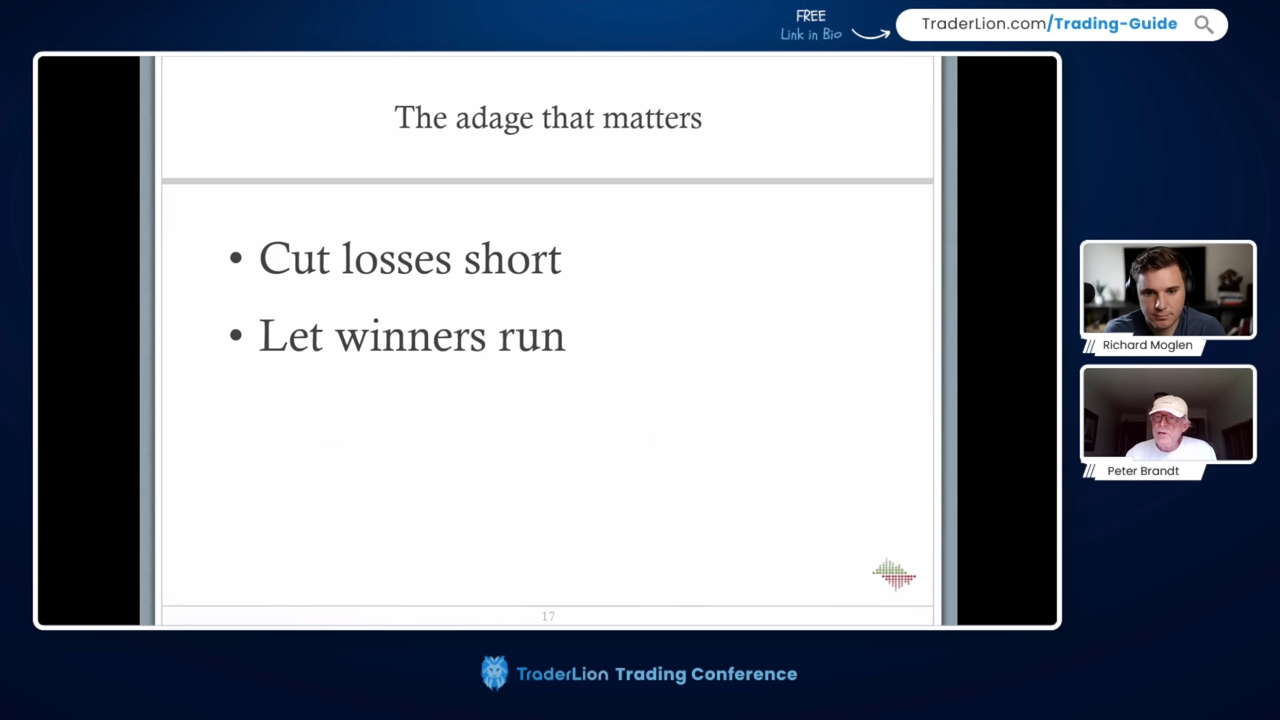 FREE
Link in Bio
TraderLion.com/Trading-Guide
The adage that matters
• Cut losses short
• Let winners run
17
Richard Moglen
Peter Brandt
TraderLion Trading Conference